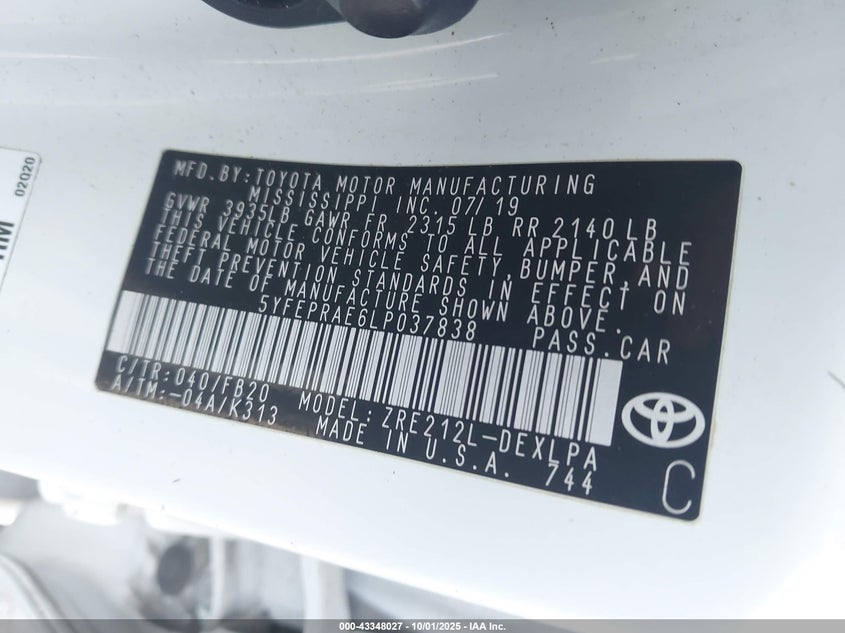 02020
HM
MFD.BY:TOYOTA MOTOR MANUFACTURING
MISSISSIPPI INC. 07/19
GVWR 3935LB GAWR FR 2315 LB RR 2140 LB
THIS VEHICLE CONFORMS TO ALL APPLICABLE
FEDERAL MOTOR VEHICLE SAFETY,BUMPER,AND
THEFT PREVENTION STANDARDS IN EFFECT ON
THE DATE OF MANUFACTURE SHOWN ABOVE.
5YFEPRAE6LP037838 PASS.CAR
C/TR:040/FB20 MODEL:ZRE212L-DEXLPA
A/TM:-04A/K313 MADE IN U.S.A. 744
C
000-43348027 - 10/01/2025 - IAA Inc.